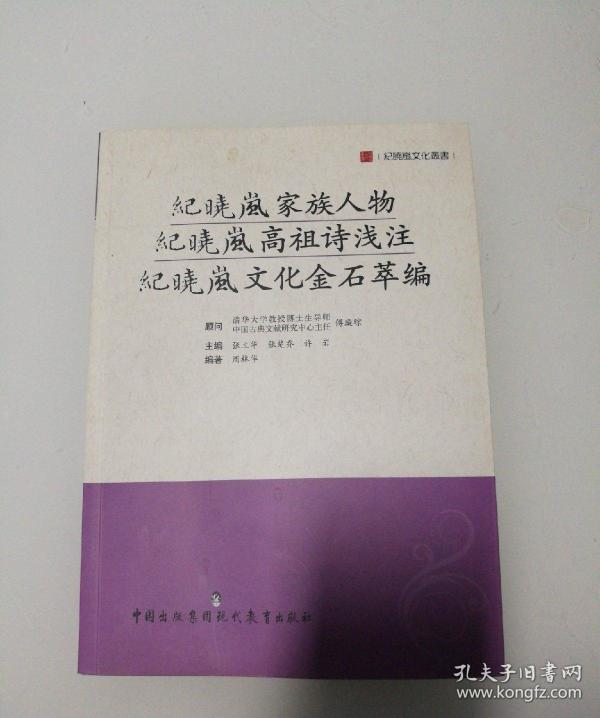 紀曉嵐文化叢書
紀曉嵐家族人物
紀曉嵐高祖诗浅注
紀曉嵐文化金石萃编
顾问 清华大学教授博士生导师
中国古典文献研究中心主任 傅璇琮
主编
编著 周林华
中国出版集团现代教育出版社
孔夫子旧书网
www.kongfz.com